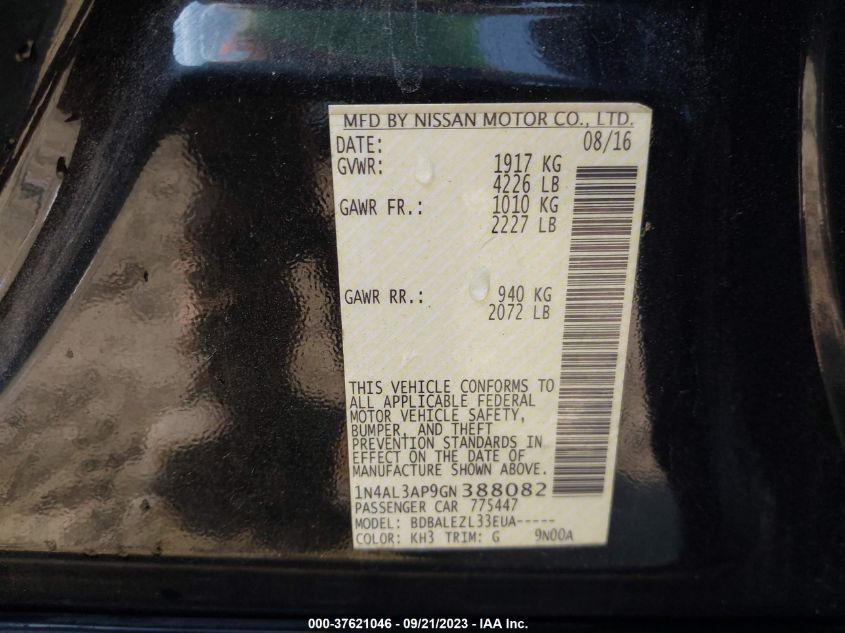 MFD BY NISSAN MOTOR CO., LTD.
DATE: 08/16
GVWR: 1917 KG
4226 LB
GAWR FR.: 1010 KG
2227 LB
GAWR RR.: 940 KG
2072 LB
THIS VEHICLE CONFORMS TO
ALL APPLICABLE FEDERAL
MOTOR VEHICLE SAFETY,
BUMPER, AND THEFT
PREVENTION STANDARDS IN
EFFECT ON THE DATE OF
MANUFACTURE SHOWN ABOVE.
1N4AL3AP9GN388082
PASSENGER CAR 775447
MODEL: BDBALEZL33EUA-----
COLOR: KH3 TRIM: G 9N00A
000-37621046 - 09/21/2023 - IAA Inc.